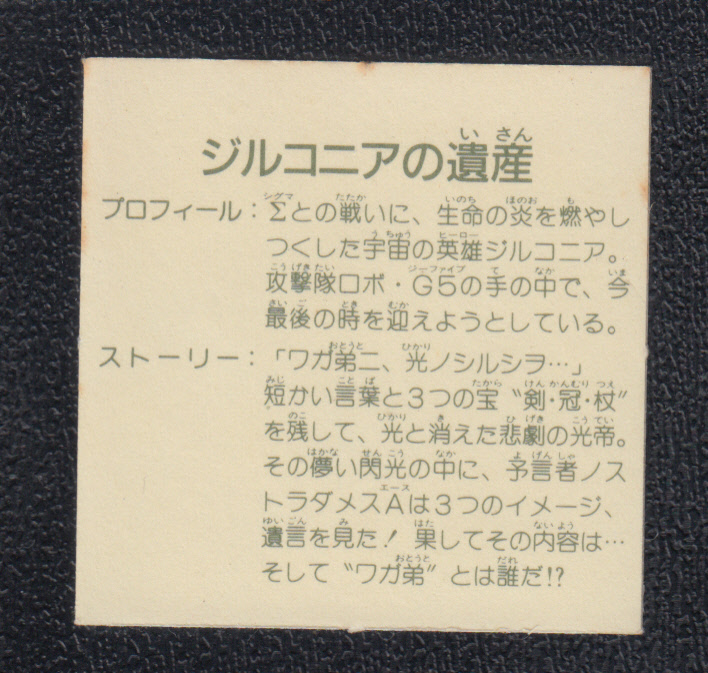 ジルコニアの遺産
プロフィール：Σとの戦いに、生命の炎を燃やし
つくした宇宙の英雄ジルコニア。
攻撃隊ロボ・G5の手の中で、今
最後の時を迎えようとしている。
ストーリー：「ワガ弟ニ、光ノシルシヲ…」
短かい言葉と3つの宝〝剣・冠・杖〟
を残して、光と消えた悲劇の光帝。
その儚い閃光の中に、予言者ノス
トラダメスAは3つのイメージ、
遺言を見た！果してその内容は…
そして〝ワガ弟〟とは誰だ!?